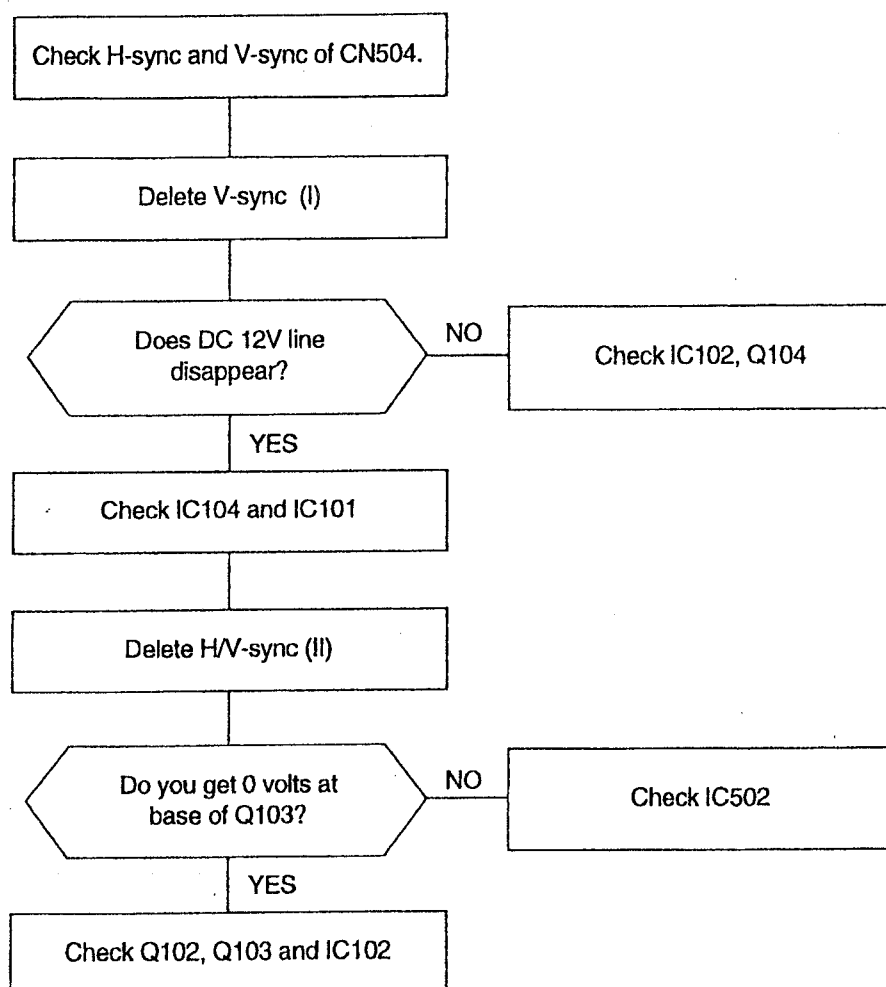 Check H-sync and V-sync of CN504.
Delete V-sync (I)
Does DC 12V line
disappear?
NO
Check IC102, Q104
YES
Check IC104 and IC101
Delete H/V-sync (II)
Do you get 0 volts at
base of Q103?
NO
Check IC502
YES
Check Q102, Q103 and IC102